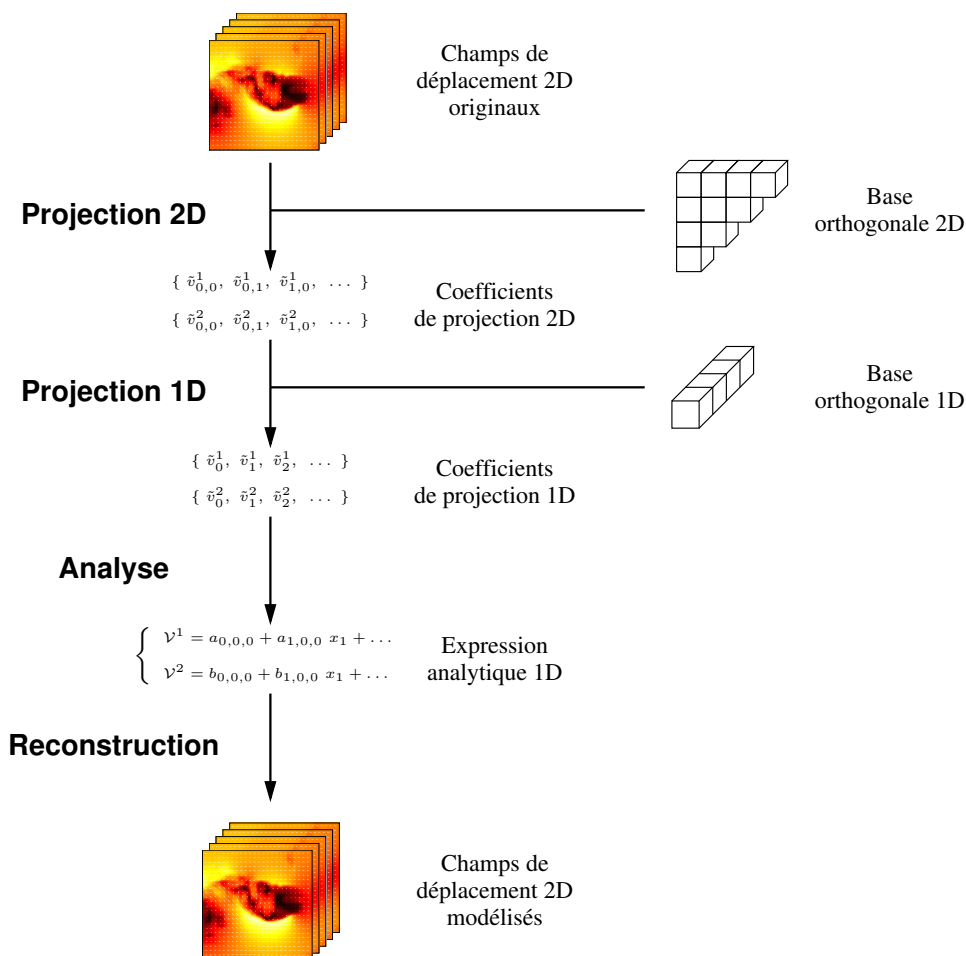 Champs de
déplacement 2D
originaux
Projection 2D
Base
orthogonale 2D
{ ṽ¹₀,₀, ṽ¹₀,₁, ṽ¹₁,₀, … }
{ ṽ²₀,₀, ṽ²₀,₁, ṽ²₁,₀, … }
Coefficients
de projection 2D
Projection 1D
Base
orthogonale 1D
{ ṽ¹₀, ṽ¹₁, ṽ¹₂, … }
{ ṽ²₀, ṽ²₁, ṽ²₂, … }
Coefficients
de projection 1D
Analyse
𝒱¹ = a₀,₀,₀ + a₁,₀,₀ x₁ + …
𝒱² = b₀,₀,₀ + b₁,₀,₀ x₁ + …
Expression
analytique 1D
Reconstruction
Champs de
déplacement 2D
modélisés